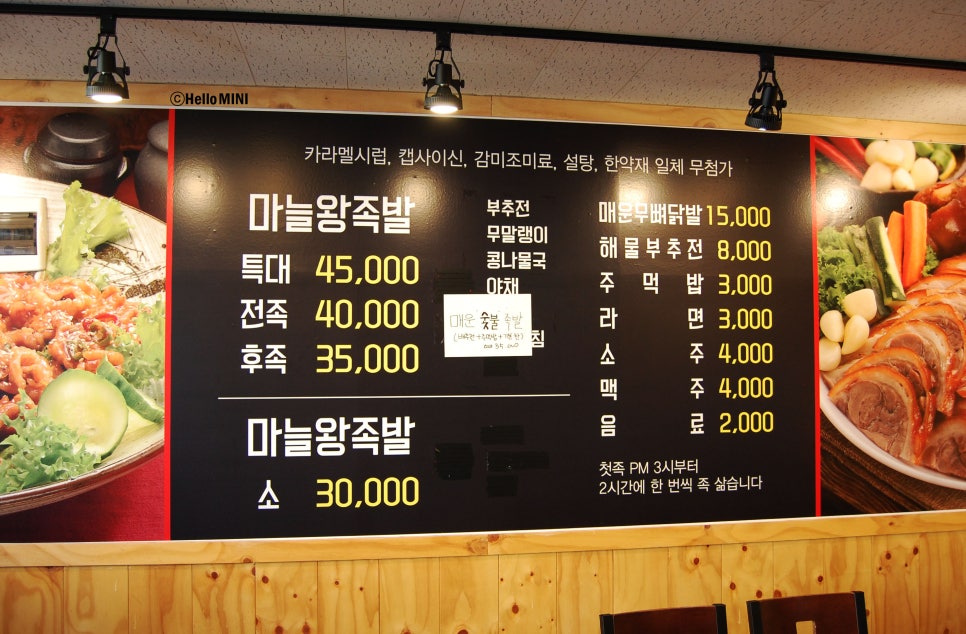 ©Hello MINI
카라멜시럽, 캡사이신, 감미조미료, 설탕, 한약재 일체 무첨가
마늘왕족발
특대 45,000
전족 40,000
후족 35,000
마늘왕족발
소 30,000
부추전
무말랭이
콩나물국
야채
침
매운 숯불 족발
매운무뼈닭발 15,000
해물부추전 8,000
주먹밥 3,000
라면 3,000
소주 4,000
맥주 4,000
음료 2,000
첫족 PM 3시부터
2시간에 한 번씩 족 삶습니다